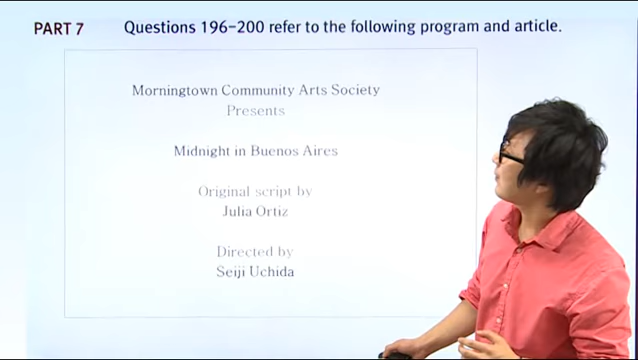 PART 7 Questions 196–200 refer to the following program and article.
Morningtown Community Arts Society
Presents
Midnight in Buenos Aires
Original script by
Julia Ortiz
Directed by
Seiji Uchida